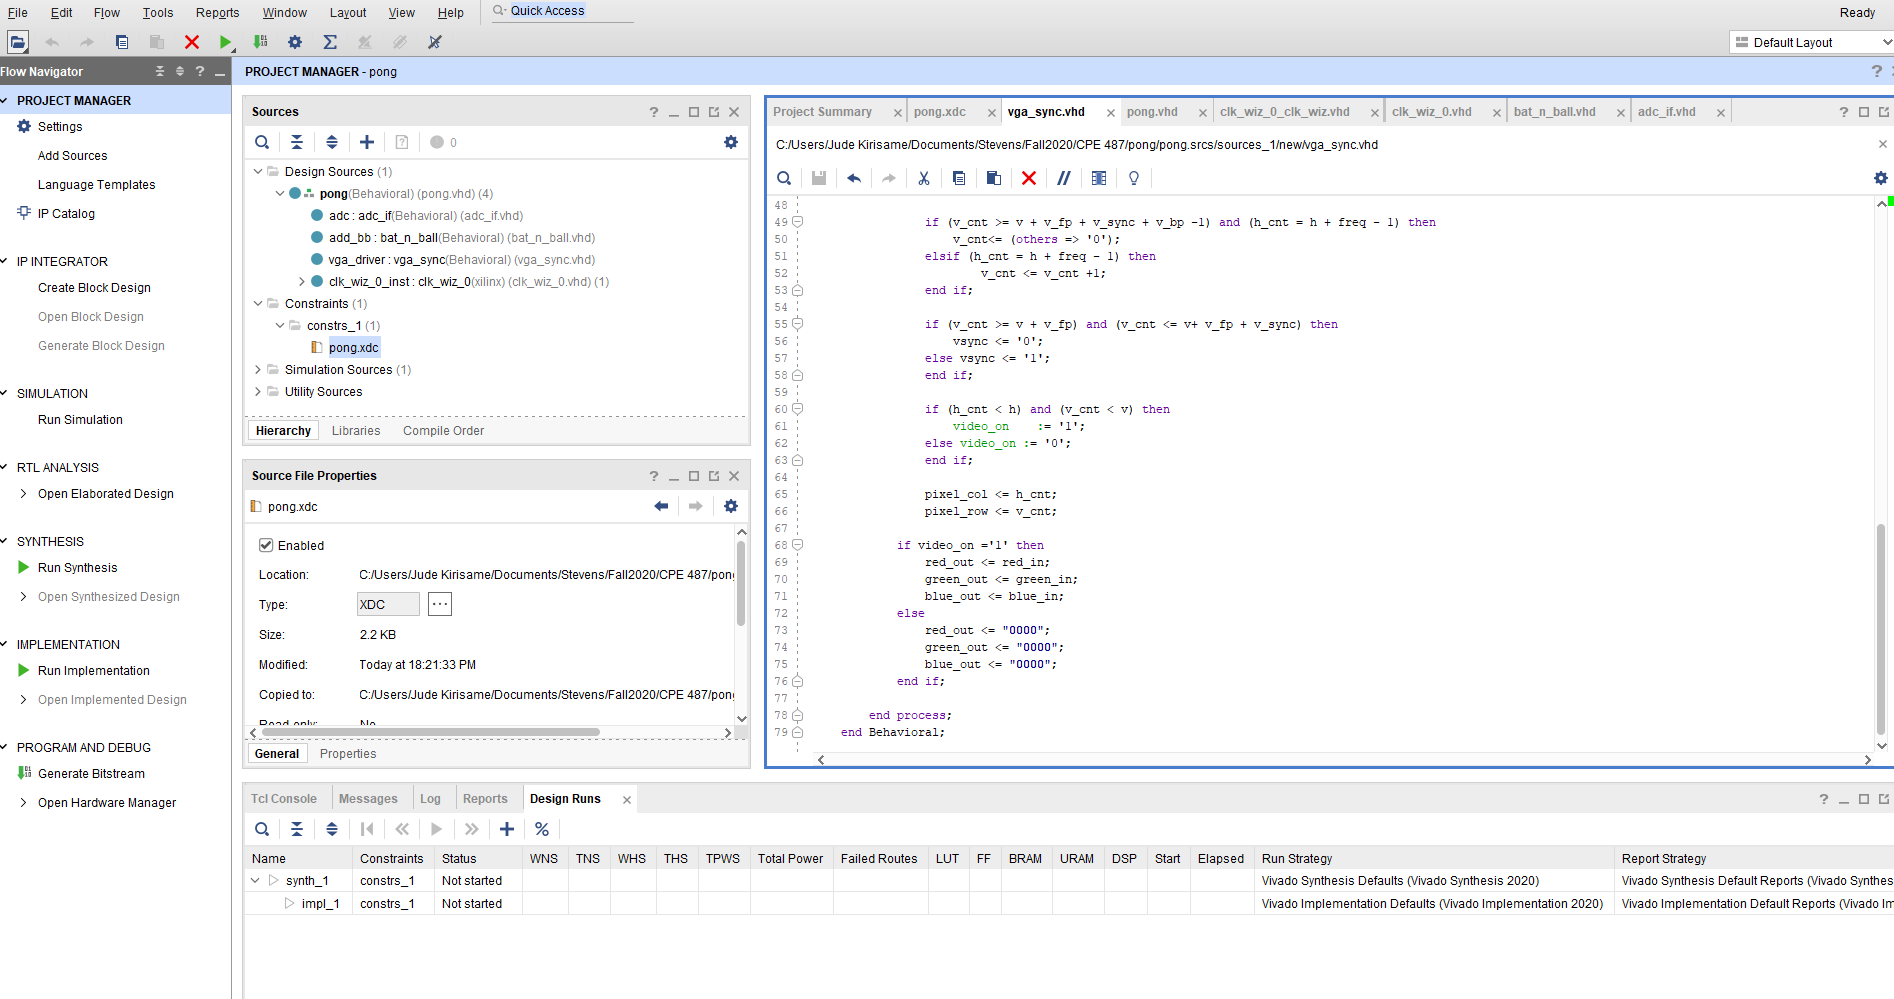 File Edit Flow Tools Reports Window Layout View Help Quick Access Ready
Default Layout
Flow Navigator ? _
PROJECT MANAGER
Settings
Add Sources
Language Templates
IP Catalog
IP INTEGRATOR
Create Block Design
Open Block Design
Generate Block Design
SIMULATION
Run Simulation
RTL ANALYSIS
Open Elaborated Design
SYNTHESIS
Run Synthesis
Open Synthesized Design
IMPLEMENTATION
Run Implementation
Open Implemented Design
PROGRAM AND DEBUG
Generate Bitstream
Open Hardware Manager
PROJECT MANAGER - pong
Sources
0
Design Sources (1)
pong(Behavioral) (pong.vhd) (4)
adc : adc_if(Behavioral) (adc_if.vhd)
add_bb : bat_n_ball(Behavioral) (bat_n_ball.vhd)
vga_driver : vga_sync(Behavioral) (vga_sync.vhd)
clk_wiz_0_inst : clk_wiz_0(xilinx) (clk_wiz_0.vhd) (1)
Constraints (1)
constrs_1 (1)
pong.xdc
Simulation Sources (1)
Utility Sources
Hierarchy Libraries Compile Order
Source File Properties
pong.xdc
Enabled
Location: C:/Users/Jude Kirisame/Documents/Stevens/Fall2020/CPE 487/pong
Type: XDC ...
Size: 2.2 KB
Modified: Today at 18:21:33 PM
Copied to: C:/Users/Jude Kirisame/Documents/Stevens/Fall2020/CPE 487/pong
Read-only: No
General Properties
Project Summary pong.xdc vga_sync.vhd pong.vhd clk_wiz_0_clk_wiz.vhd clk_wiz_0.vhd bat_n_ball.vhd adc_if.vhd
C:/Users/Jude Kirisame/Documents/Stevens/Fall2020/CPE 487/pong/pong.srcs/sources_1/new/vga_sync.vhd
48
49 if (v_cnt >= v + v_fp + v_sync + v_bp -1) and (h_cnt = h + freq - 1) then
50 v_cnt<= (others => '0');
51 elsif (h_cnt = h + freq - 1) then
52 v_cnt <= v_cnt +1;
53 end if;
54
55 if (v_cnt >= v + v_fp) and (v_cnt <= v+ v_fp + v_sync) then
56 vsync <= '0';
57 else vsync <= '1';
58 end if;
59
60 if (h_cnt < h) and (v_cnt < v) then
61 video_on := '1';
62 else video_on := '0';
63 end if;
64
65 pixel_col <= h_cnt;
66 pixel_row <= v_cnt;
67
68 if video_on ='1' then
69 red_out <= red_in;
70 green_out <= green_in;
71 blue_out <= blue_in;
72 else
73 red_out <= "0000";
74 green_out <= "0000";
75 blue_out <= "0000";
76 end if;
77
78 end process;
79 end Behavioral;
Tcl Console Messages Log Reports Design Runs
Name Constraints Status WNS TNS WHS THS TPWS Total Power Failed Routes LUT FF BRAM URAM DSP Start Elapsed Run Strategy Report Strategy
synth_1 constrs_1 Not started Vivado Synthesis Defaults (Vivado Synthesis 2020) Vivado Synthesis Default Reports (Vivado Synthes
impl_1 constrs_1 Not started Vivado Implementation Defaults (Vivado Implementation 2020) Vivado Implementation Default Reports (Vivado Im